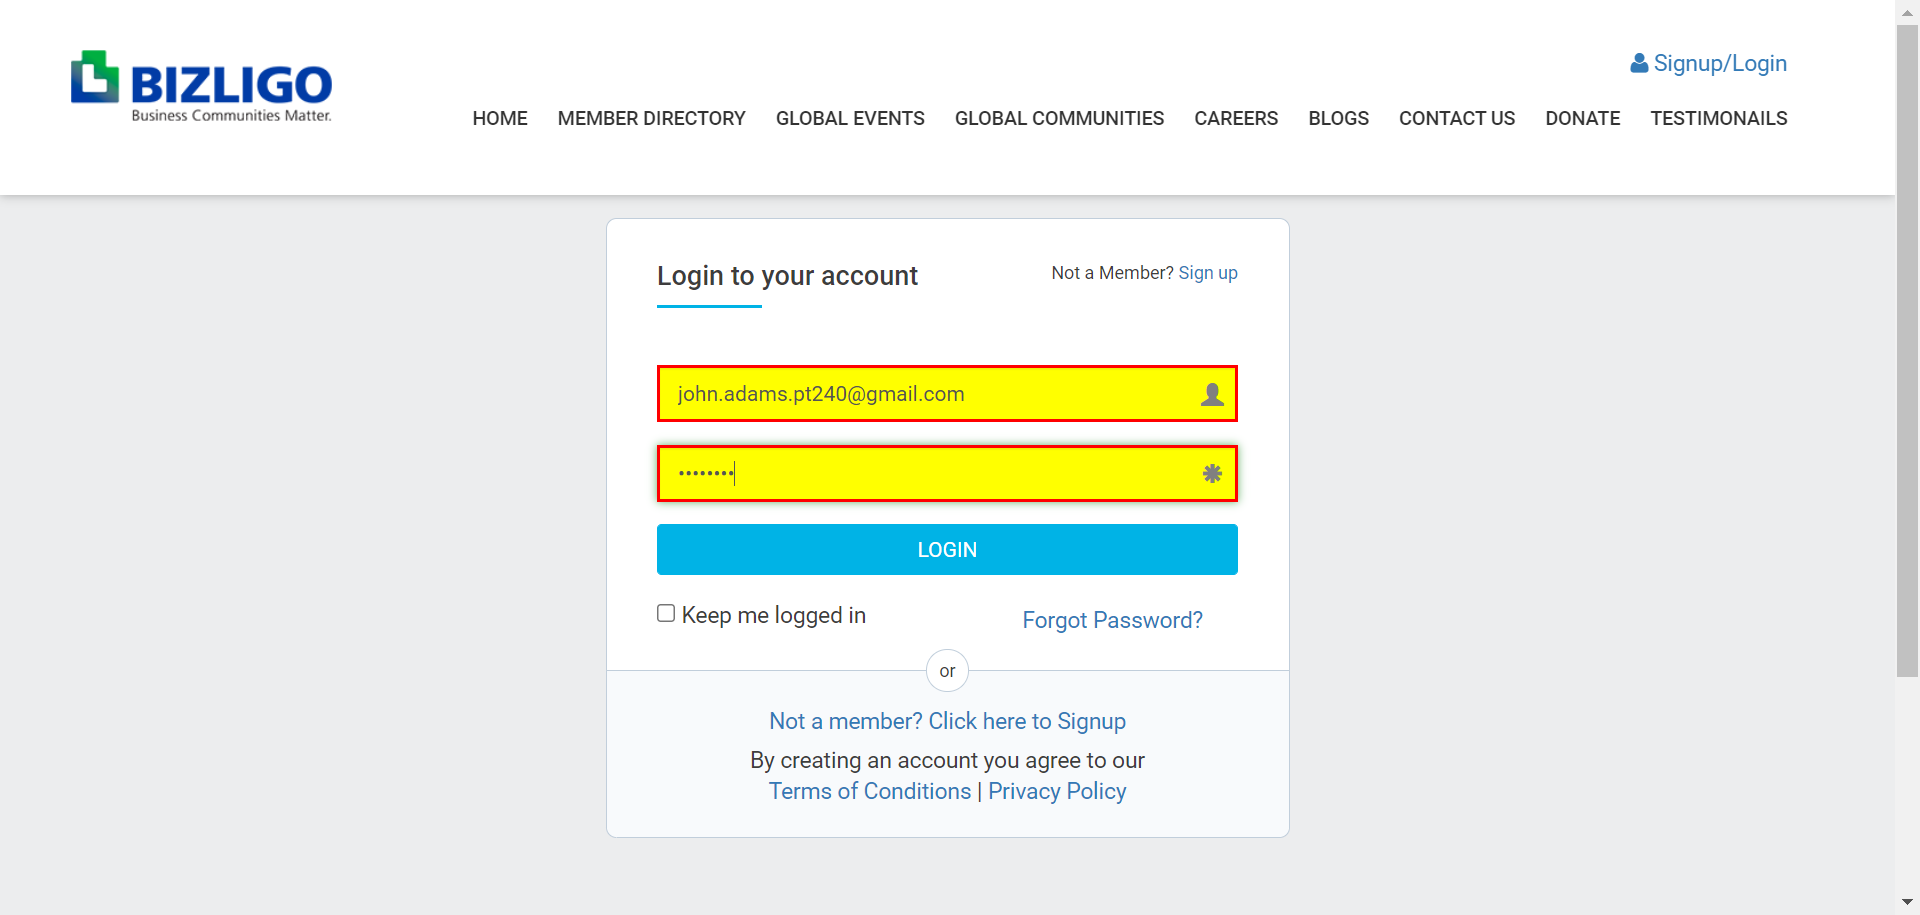 BIZLIGO
Business Communities Matter.
Signup/Login
HOME MEMBER DIRECTORY GLOBAL EVENTS GLOBAL COMMUNITIES CAREERS BLOGS CONTACT US DONATE TESTIMONAILS
Login to your account
Not a Member? Sign up
john.adams.pt240@gmail.com
••••••••
LOGIN
Keep me logged in
Forgot Password?
or
Not a member? Click here to Signup
By creating an account you agree to our
Terms of Conditions | Privacy Policy